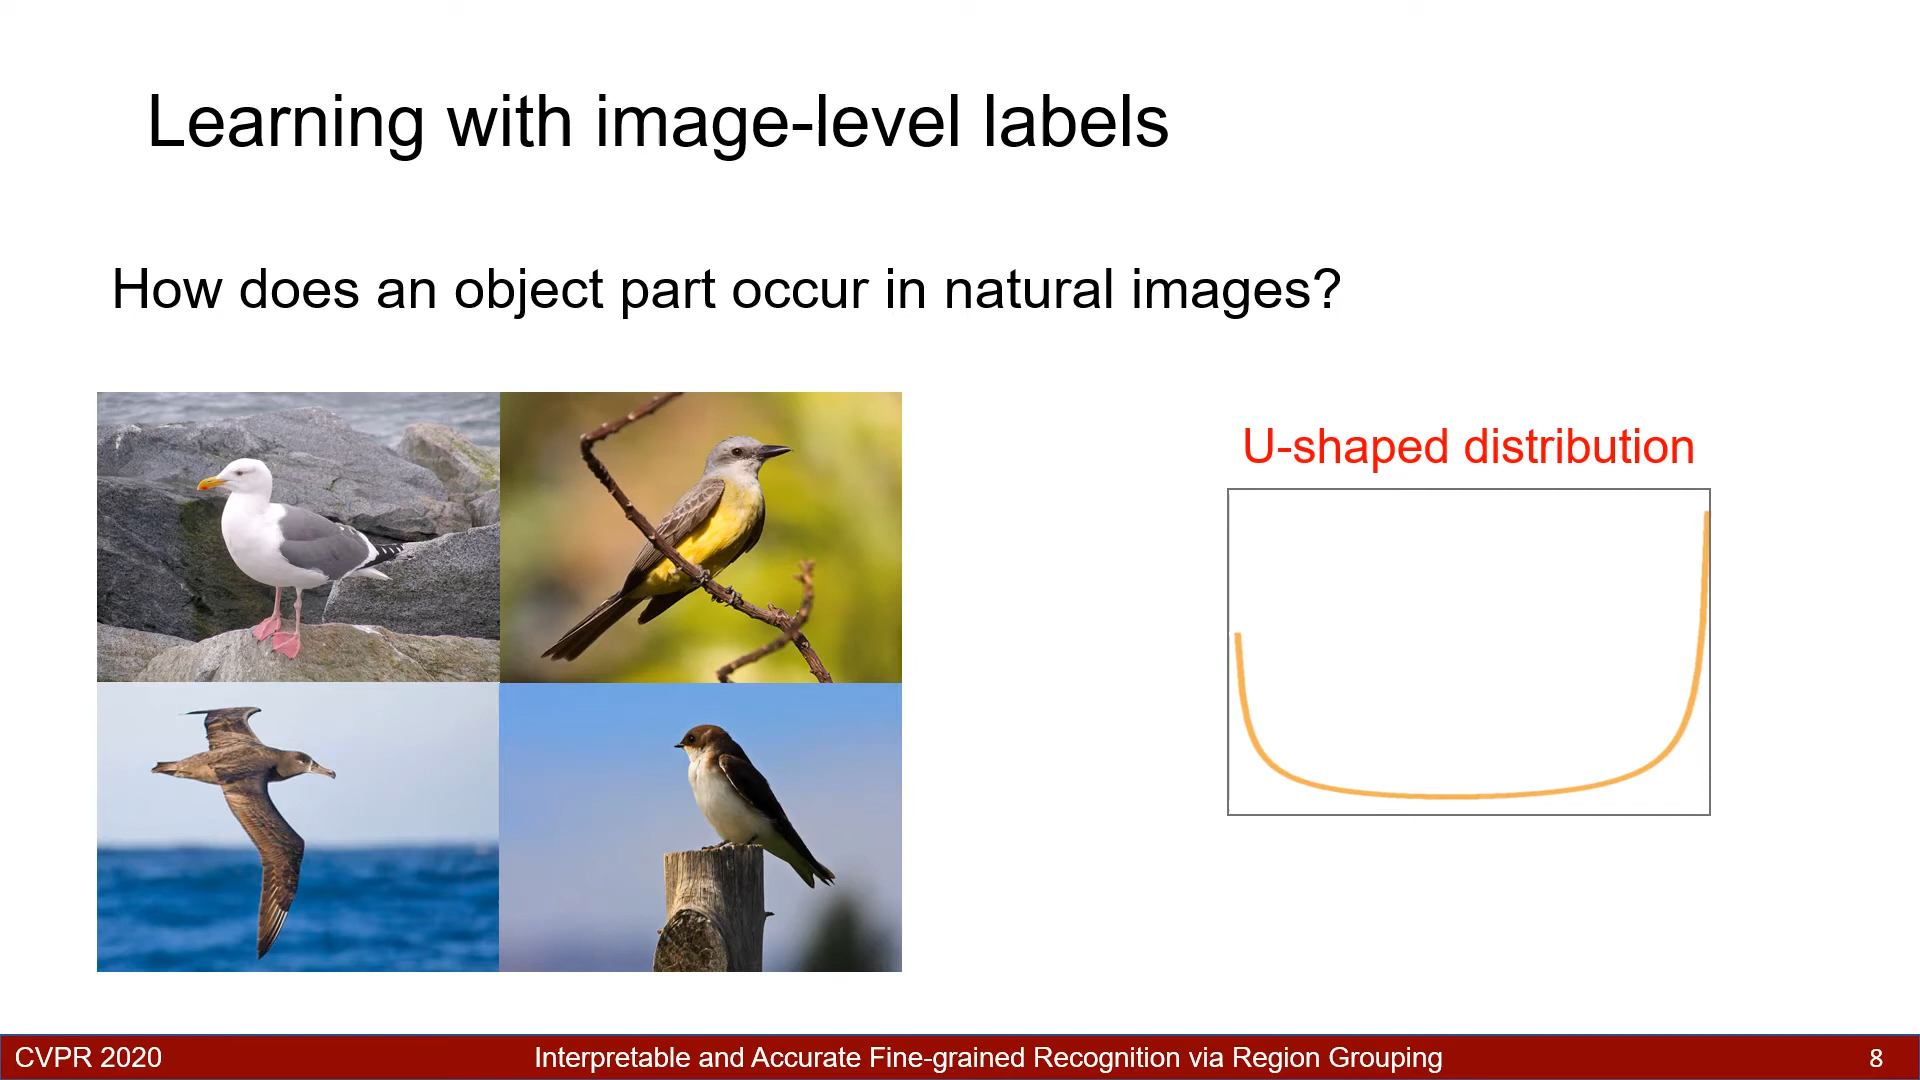 Learning with image-level labels
How does an object part occur in natural images?
U-shaped distribution
CVPR 2020
Interpretable and Accurate Fine-grained Recognition via Region Grouping
8